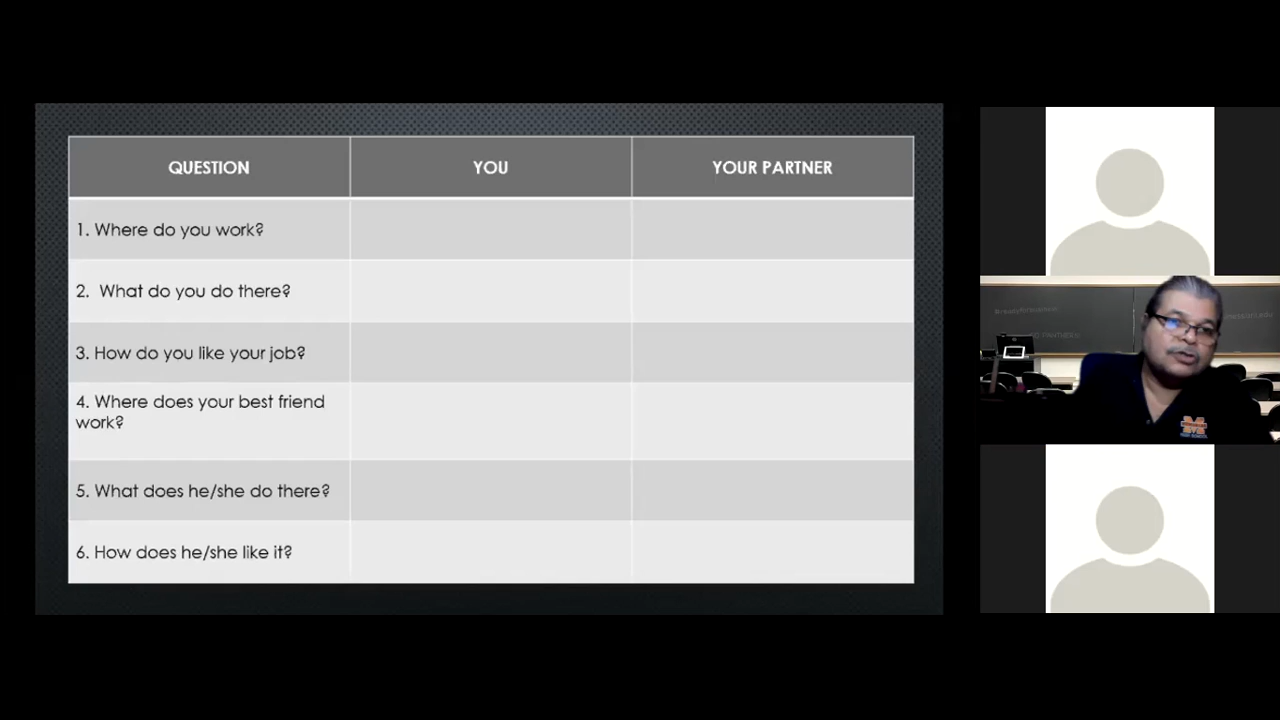 QUESTION
YOU
YOUR PARTNER
1. Where do you work?
2.  What do you do there?
3. How do you like your job?
4. Where does your best friend
work?
5. What does he/she do there?
6. How does he/she like it?